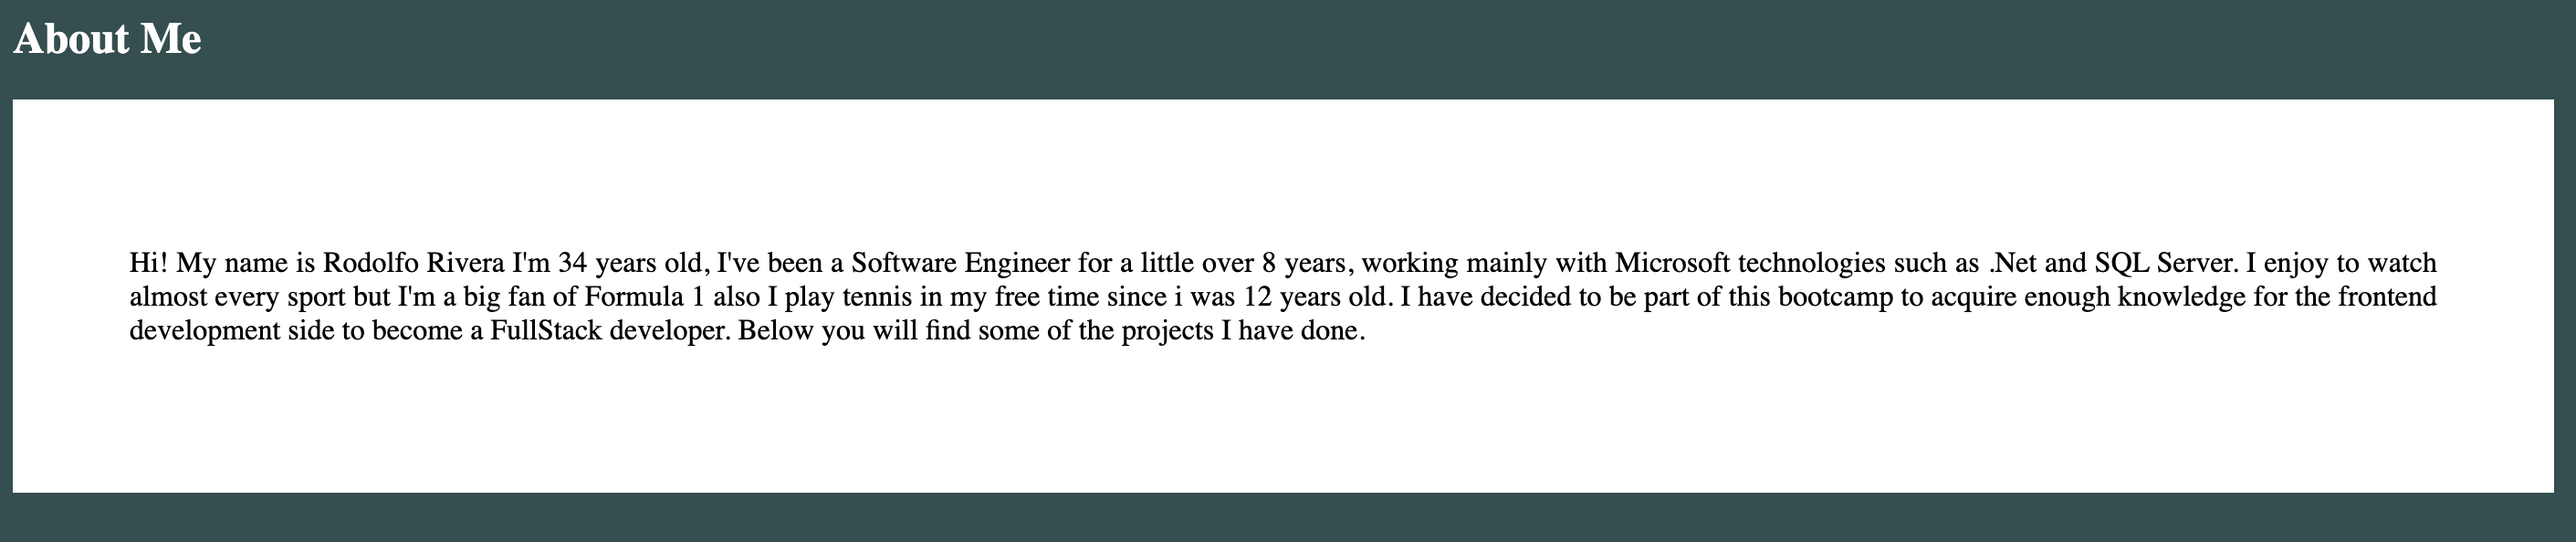 About Me
Hi! My name is Rodolfo Rivera I'm 34 years old, I've been a Software Engineer for a little over 8 years, working mainly with Microsoft technologies such as .Net and SQL Server. I enjoy to watch
almost every sport but I'm a big fan of Formula 1 also I play tennis in my free time since i was 12 years old. I have decided to be part of this bootcamp to acquire enough knowledge for the frontend
development side to become a FullStack developer. Below you will find some of the projects I have done.